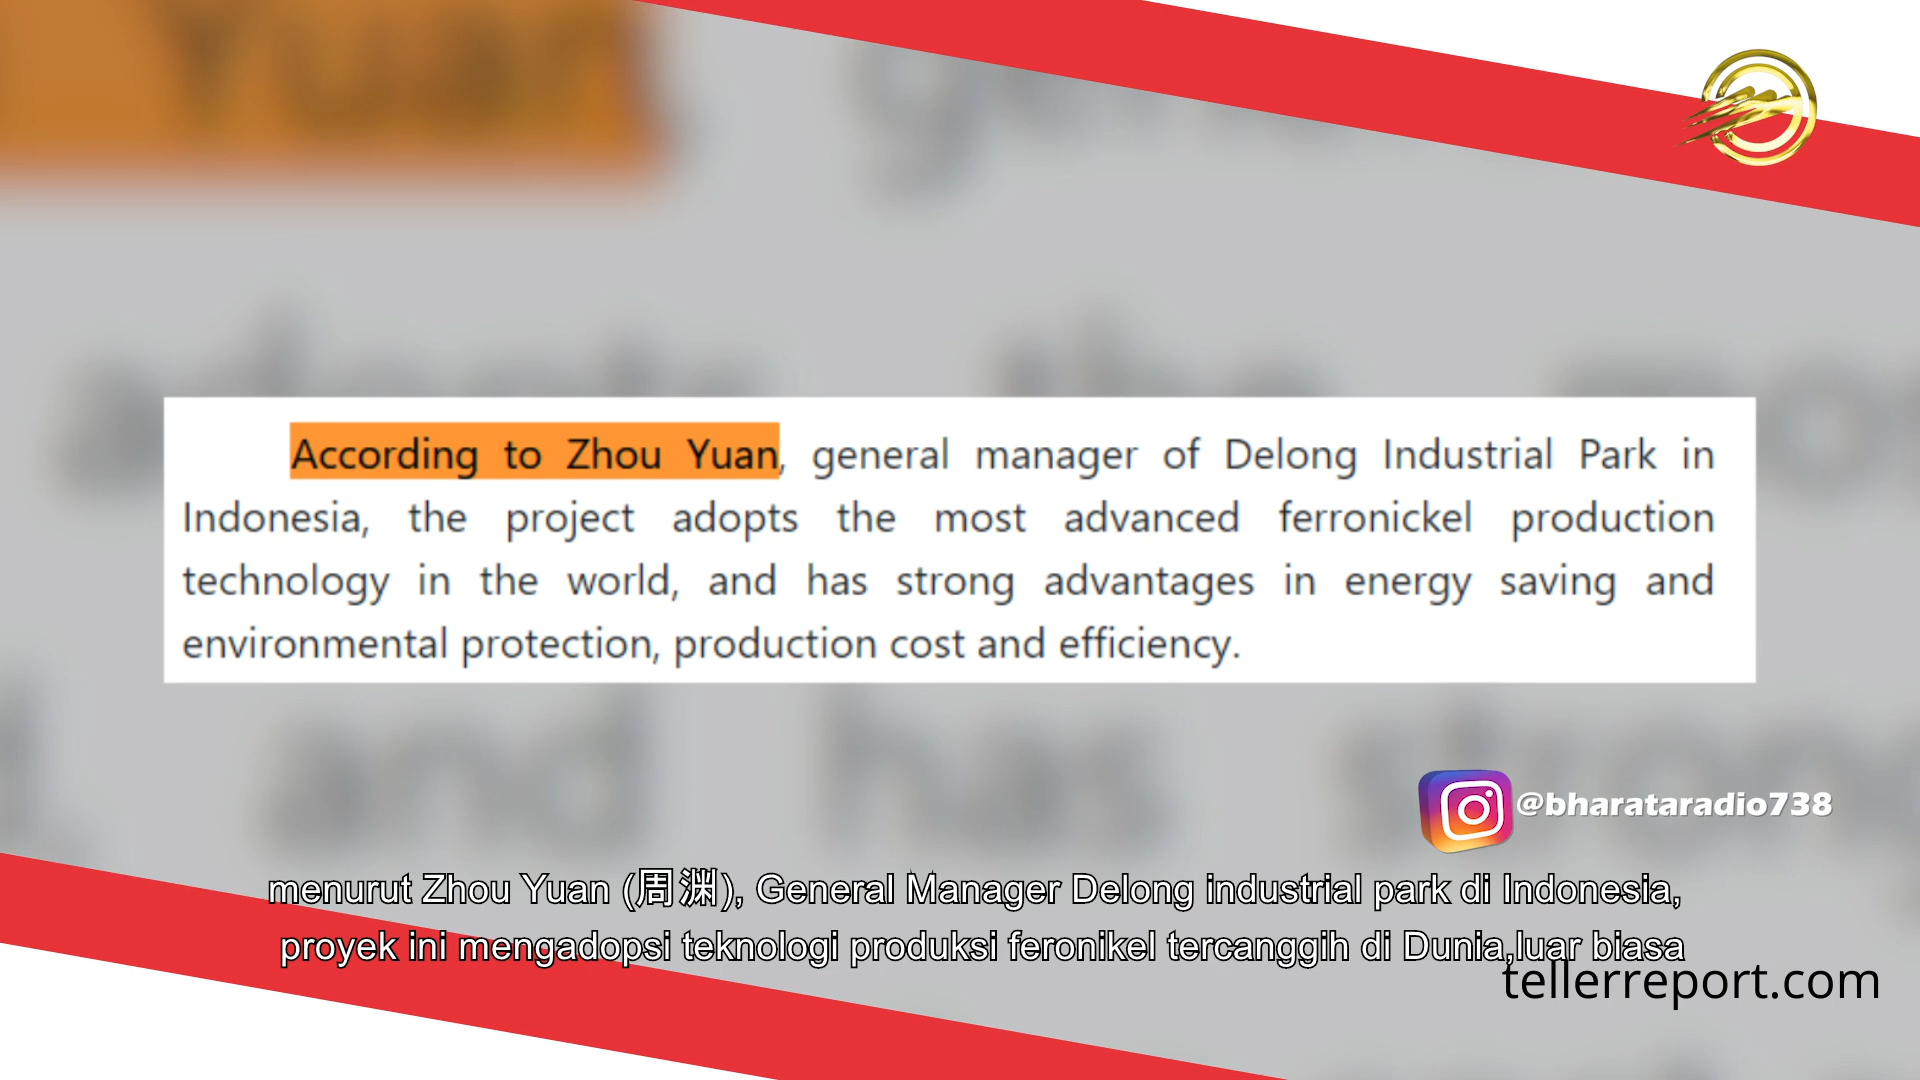 According to Zhou Yuan, general manager of Delong Industrial Park in
Indonesia, the project adopts the most advanced ferronickel production
technology in the world, and has strong advantages in energy saving and
environmental protection, production cost and efficiency.
@bharataradio738
menurut Zhou Yuan (周渊), General Manager Delong industrial park di Indonesia,
proyek ini mengadopsi teknologi produksi feronikel tercanggih di Dunia,luar biasa
tellerreport.com